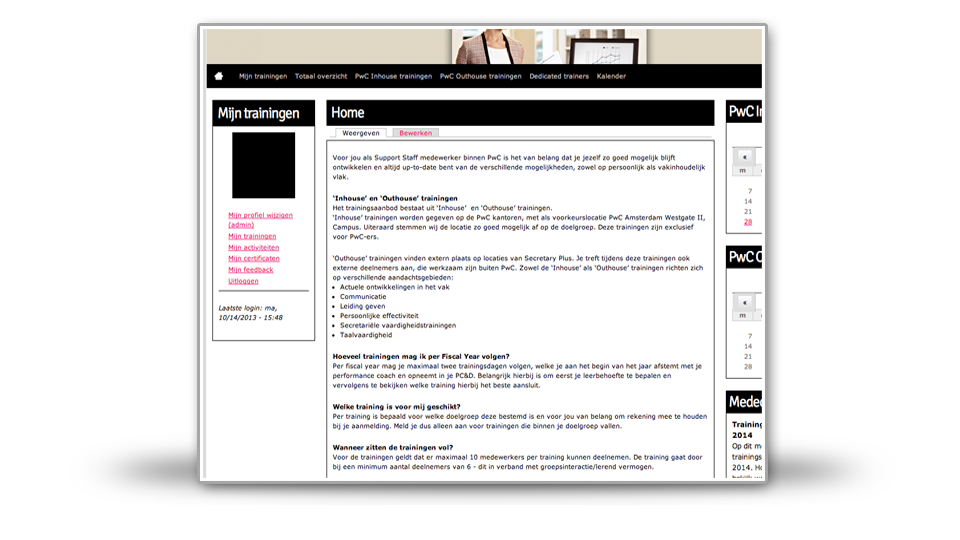 Mijn trainingen Totaal overzicht PwC Inhouse trainingen PwC Outhouse trainingen Dedicated trainers Kalender
Mijn trainingen
Mijn profiel wijzigen
(admin)
Mijn trainingen
Mijn activiteiten
Mijn certificaten
Mijn feedback
Uitloggen
Laatste login: ma,
10/14/2013 - 15:48
Home
Weergeven Bewerken
Voor jou als Support Staff medewerker binnen PwC is het van belang dat je jezelf zo goed mogelijk blijft
ontwikkelen en altijd up-to-date bent van de verschillende mogelijkheden, zowel op persoonlijk als vakinhoudelijk
vlak.
‘Inhouse’ en ‘Outhouse’ trainingen
Het trainingsaanbod bestaat uit ‘Inhouse’ en ‘Outhouse’ trainingen.
‘Inhouse’ trainingen worden gegeven op de PwC kantoren, met als voorkeurslocatie PwC Amsterdam Westgate II,
Campus. Uiteraard stemmen wij de locatie zo goed mogelijk af op de doelgroep. Deze trainingen zijn exclusief
voor PwC-ers.
‘Outhouse’ trainingen vinden extern plaats op locaties van Secretary Plus. Je treft tijdens deze trainingen ook
externe deelnemers aan, die werkzaam zijn buiten PwC. Zowel de ‘Inhouse’ als ‘Outhouse’ trainingen richten zich
op verschillende aandachtsgebieden:
• Actuele ontwikkelingen in het vak
• Communicatie
• Leiding geven
• Persoonlijke effectiviteit
• Secretariële vaardigheidstrainingen
• Taalvaardigheid
Hoeveel trainingen mag ik per Fiscal Year volgen?
Per fiscal year mag je maximaal twee trainingsdagen volgen, welke je aan het begin van het jaar afstemt met je
performance coach en opneemt in je PC&D. Belangrijk hierbij is om eerst je leerbehoefte te bepalen en
vervolgens te bekijken welke training hierbij het beste aansluit.
Welke training is voor mij geschikt?
Per training is bepaald voor welke doelgroep deze bestemd is en voor jou van belang om rekening mee te houden
bij je aanmelding. Meld je dus alleen aan voor trainingen die binnen je doelgroep vallen.
Wanneer zitten de trainingen vol?
Voor de trainingen geldt dat er maximaal 10 medewerkers per training kunnen deelnemen. De training gaat door
bij een minimum aantal deelnemers van 6 - dit in verband met groepsinteractie/lerend vermogen.
PwC I
«
m
7
14
21
28
PwC
«
m
7
14
21
28
Mede
Training
2014
Op dit m
trainings
2014. Ho